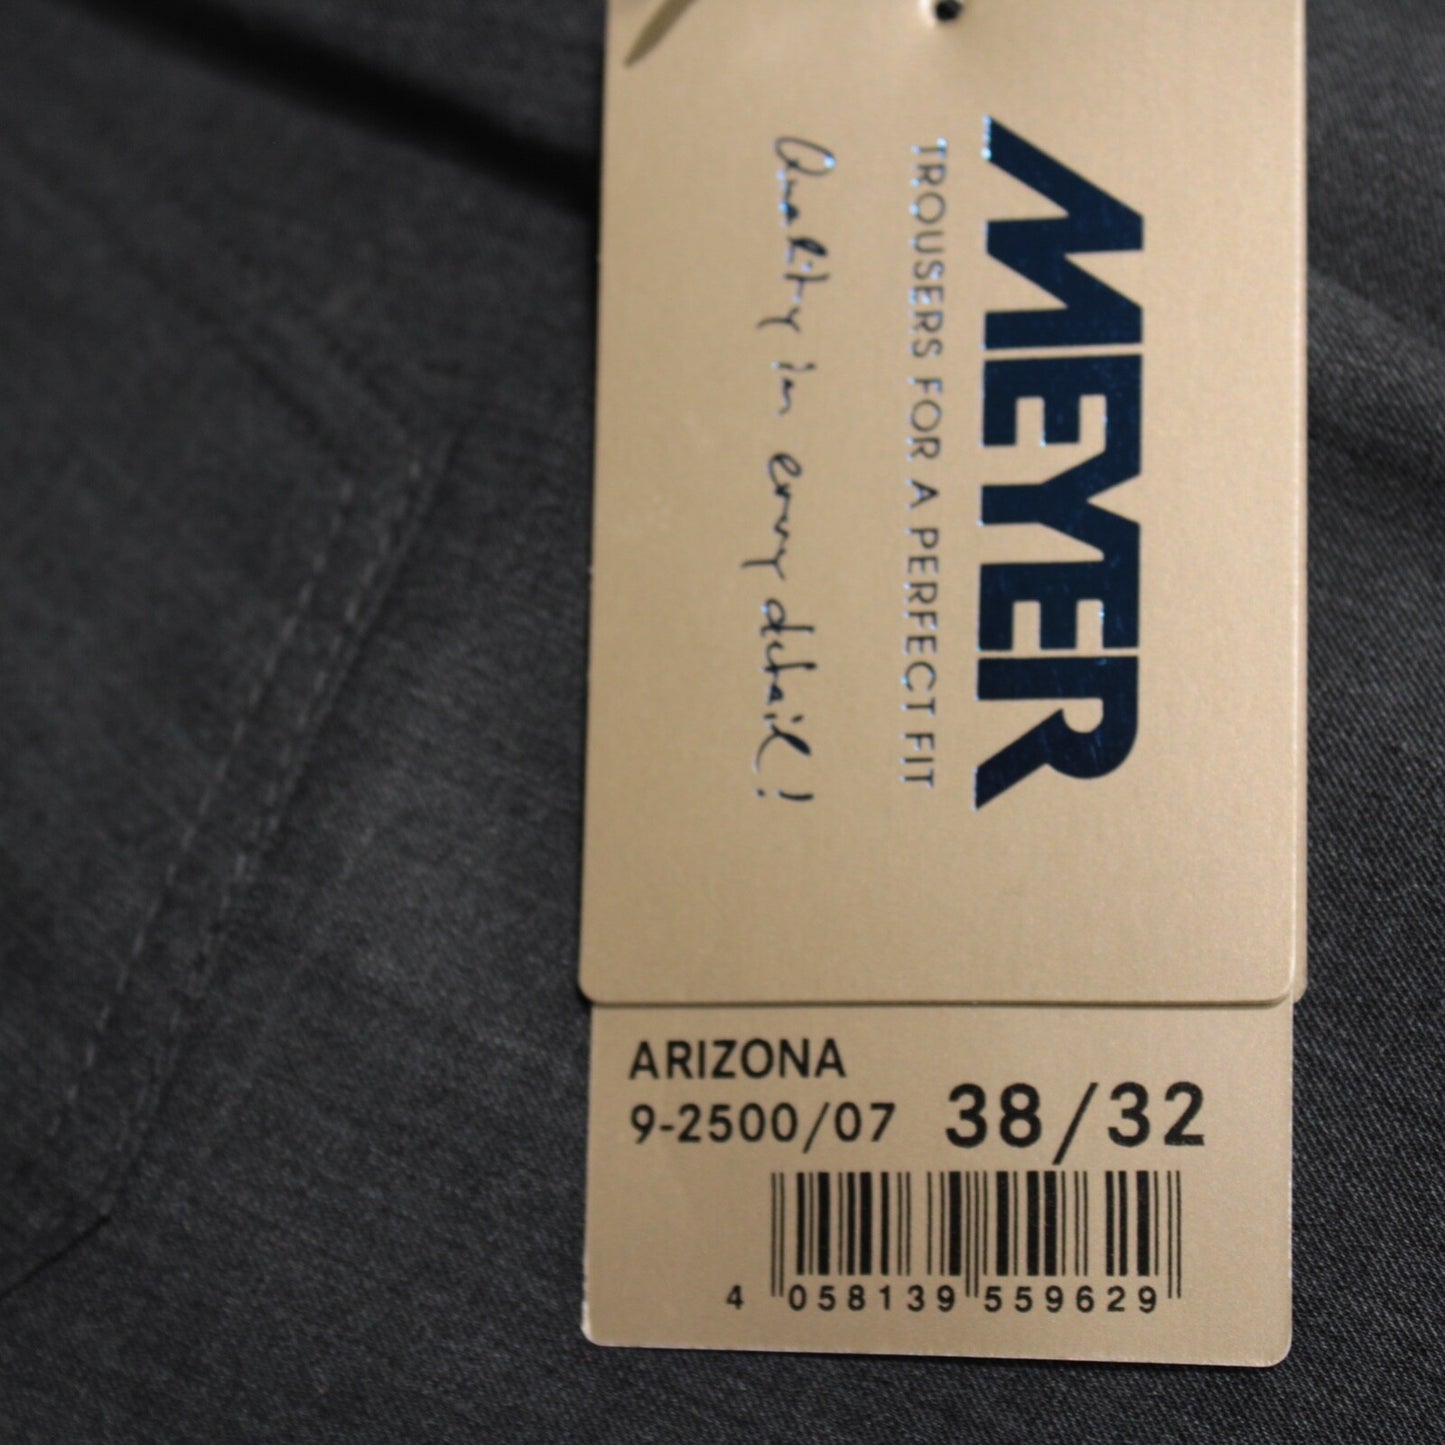 MEYER
TROUSERS FOR A PERFECT FIT
Quality in every detail!
ARIZONA
9-2500/07 38/32
4 058139 559629